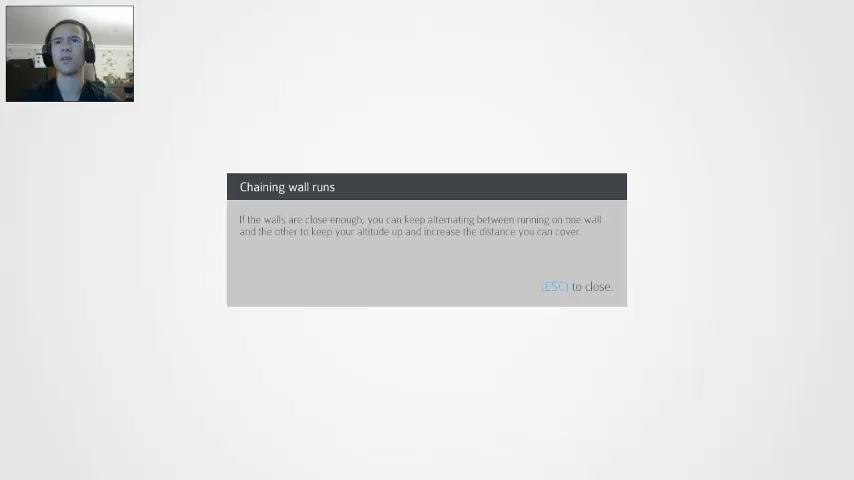 Chaining wall runs
If the walls are close enough, you can keep alternating between running on one wall
and the other to keep your altitude up and increase the distance you can cover.
(ESC) to close.